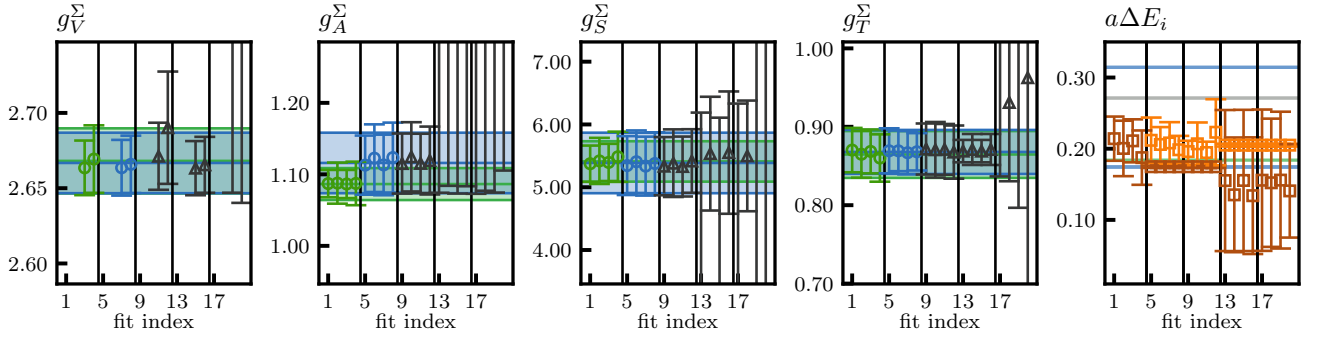 g_V^Σ
2.70
2.65
2.60
1 5 9 13 17
fit index
g_A^Σ
1.20
1.10
1.00
1 5 9 13 17
fit index
g_S^Σ
7.00
6.00
5.00
4.00
1 5 9 13 17
fit index
g_T^Σ
1.00
0.90
0.80
0.70
1 5 9 13 17
fit index
aΔE_i
0.30
0.20
0.10
1 5 9 13 17
fit index